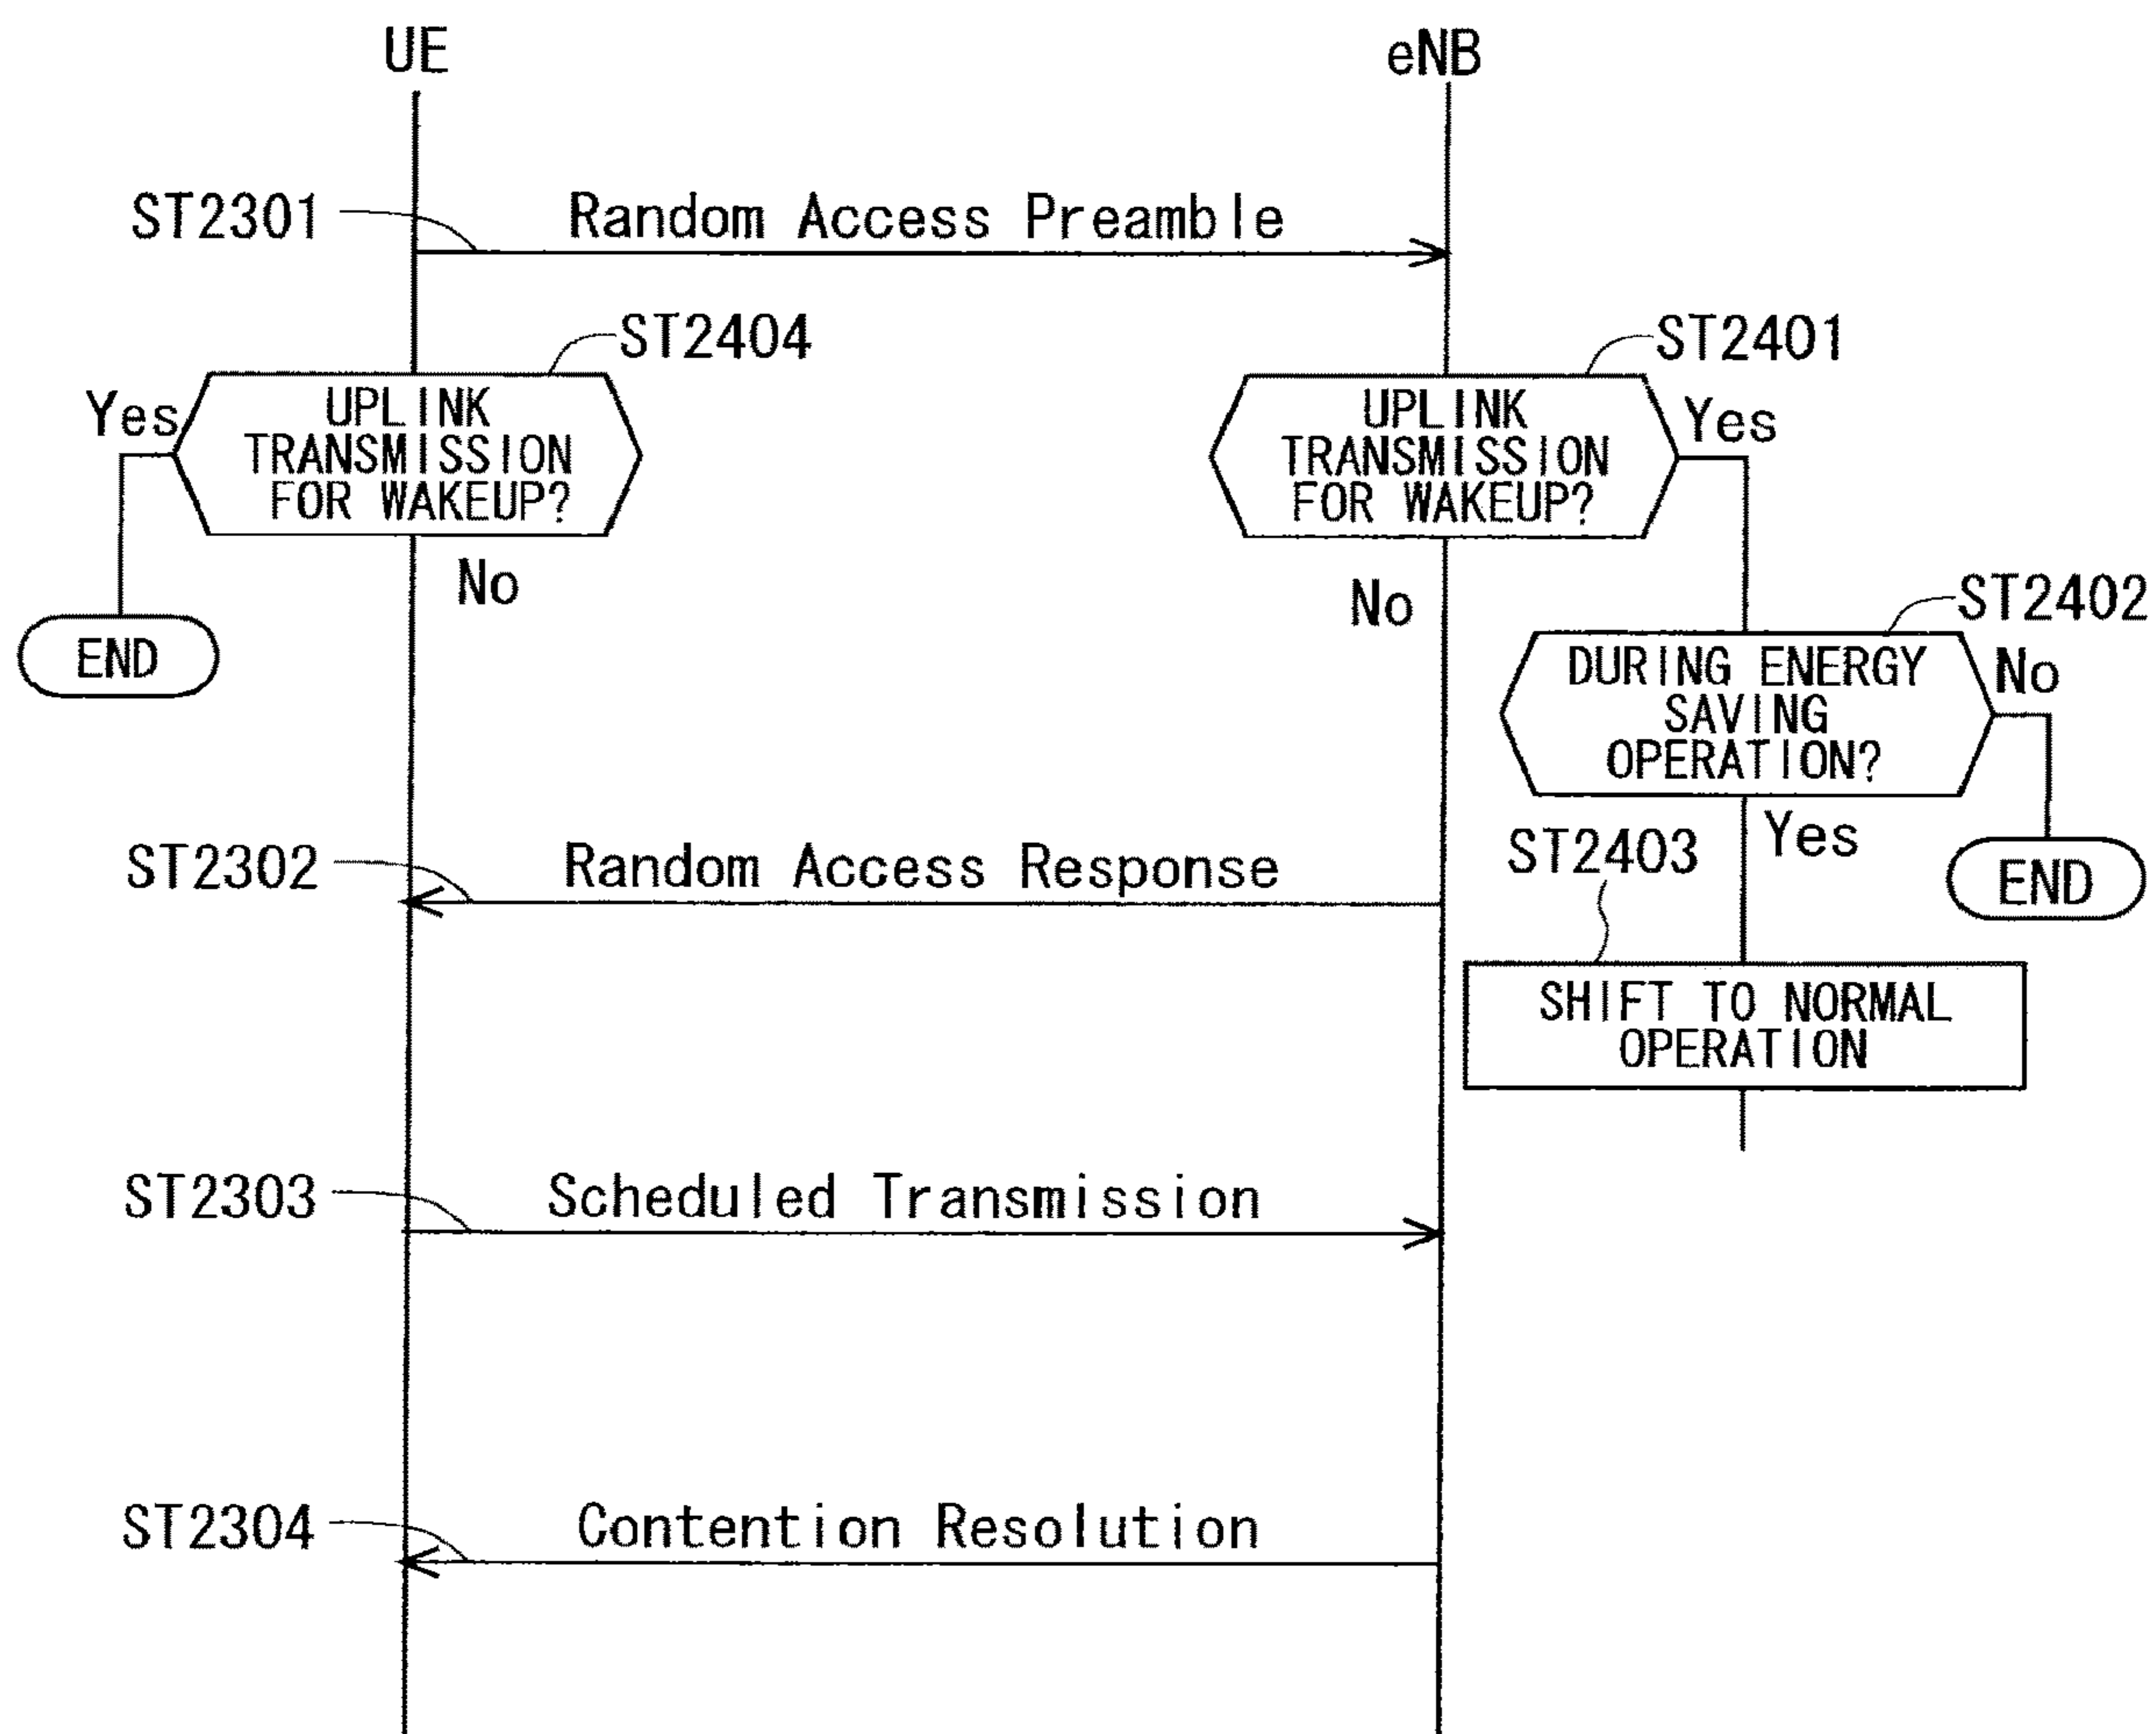 UE
eNB
ST2301
Random Access Preamble
ST2404
ST2401
Yes
UPLINK
TRANSMISSION
FOR WAKEUP?
UPLINK
TRANSMISSION
FOR WAKEUP?
Yes
No
No
END
ST2402
DURING ENERGY
SAVING
OPERATION?
No
Yes
END
ST2302
Random Access Response
ST2403
SHIFT TO NORMAL
OPERATION
ST2303
Scheduled Transmission
ST2304
Contention Resolution